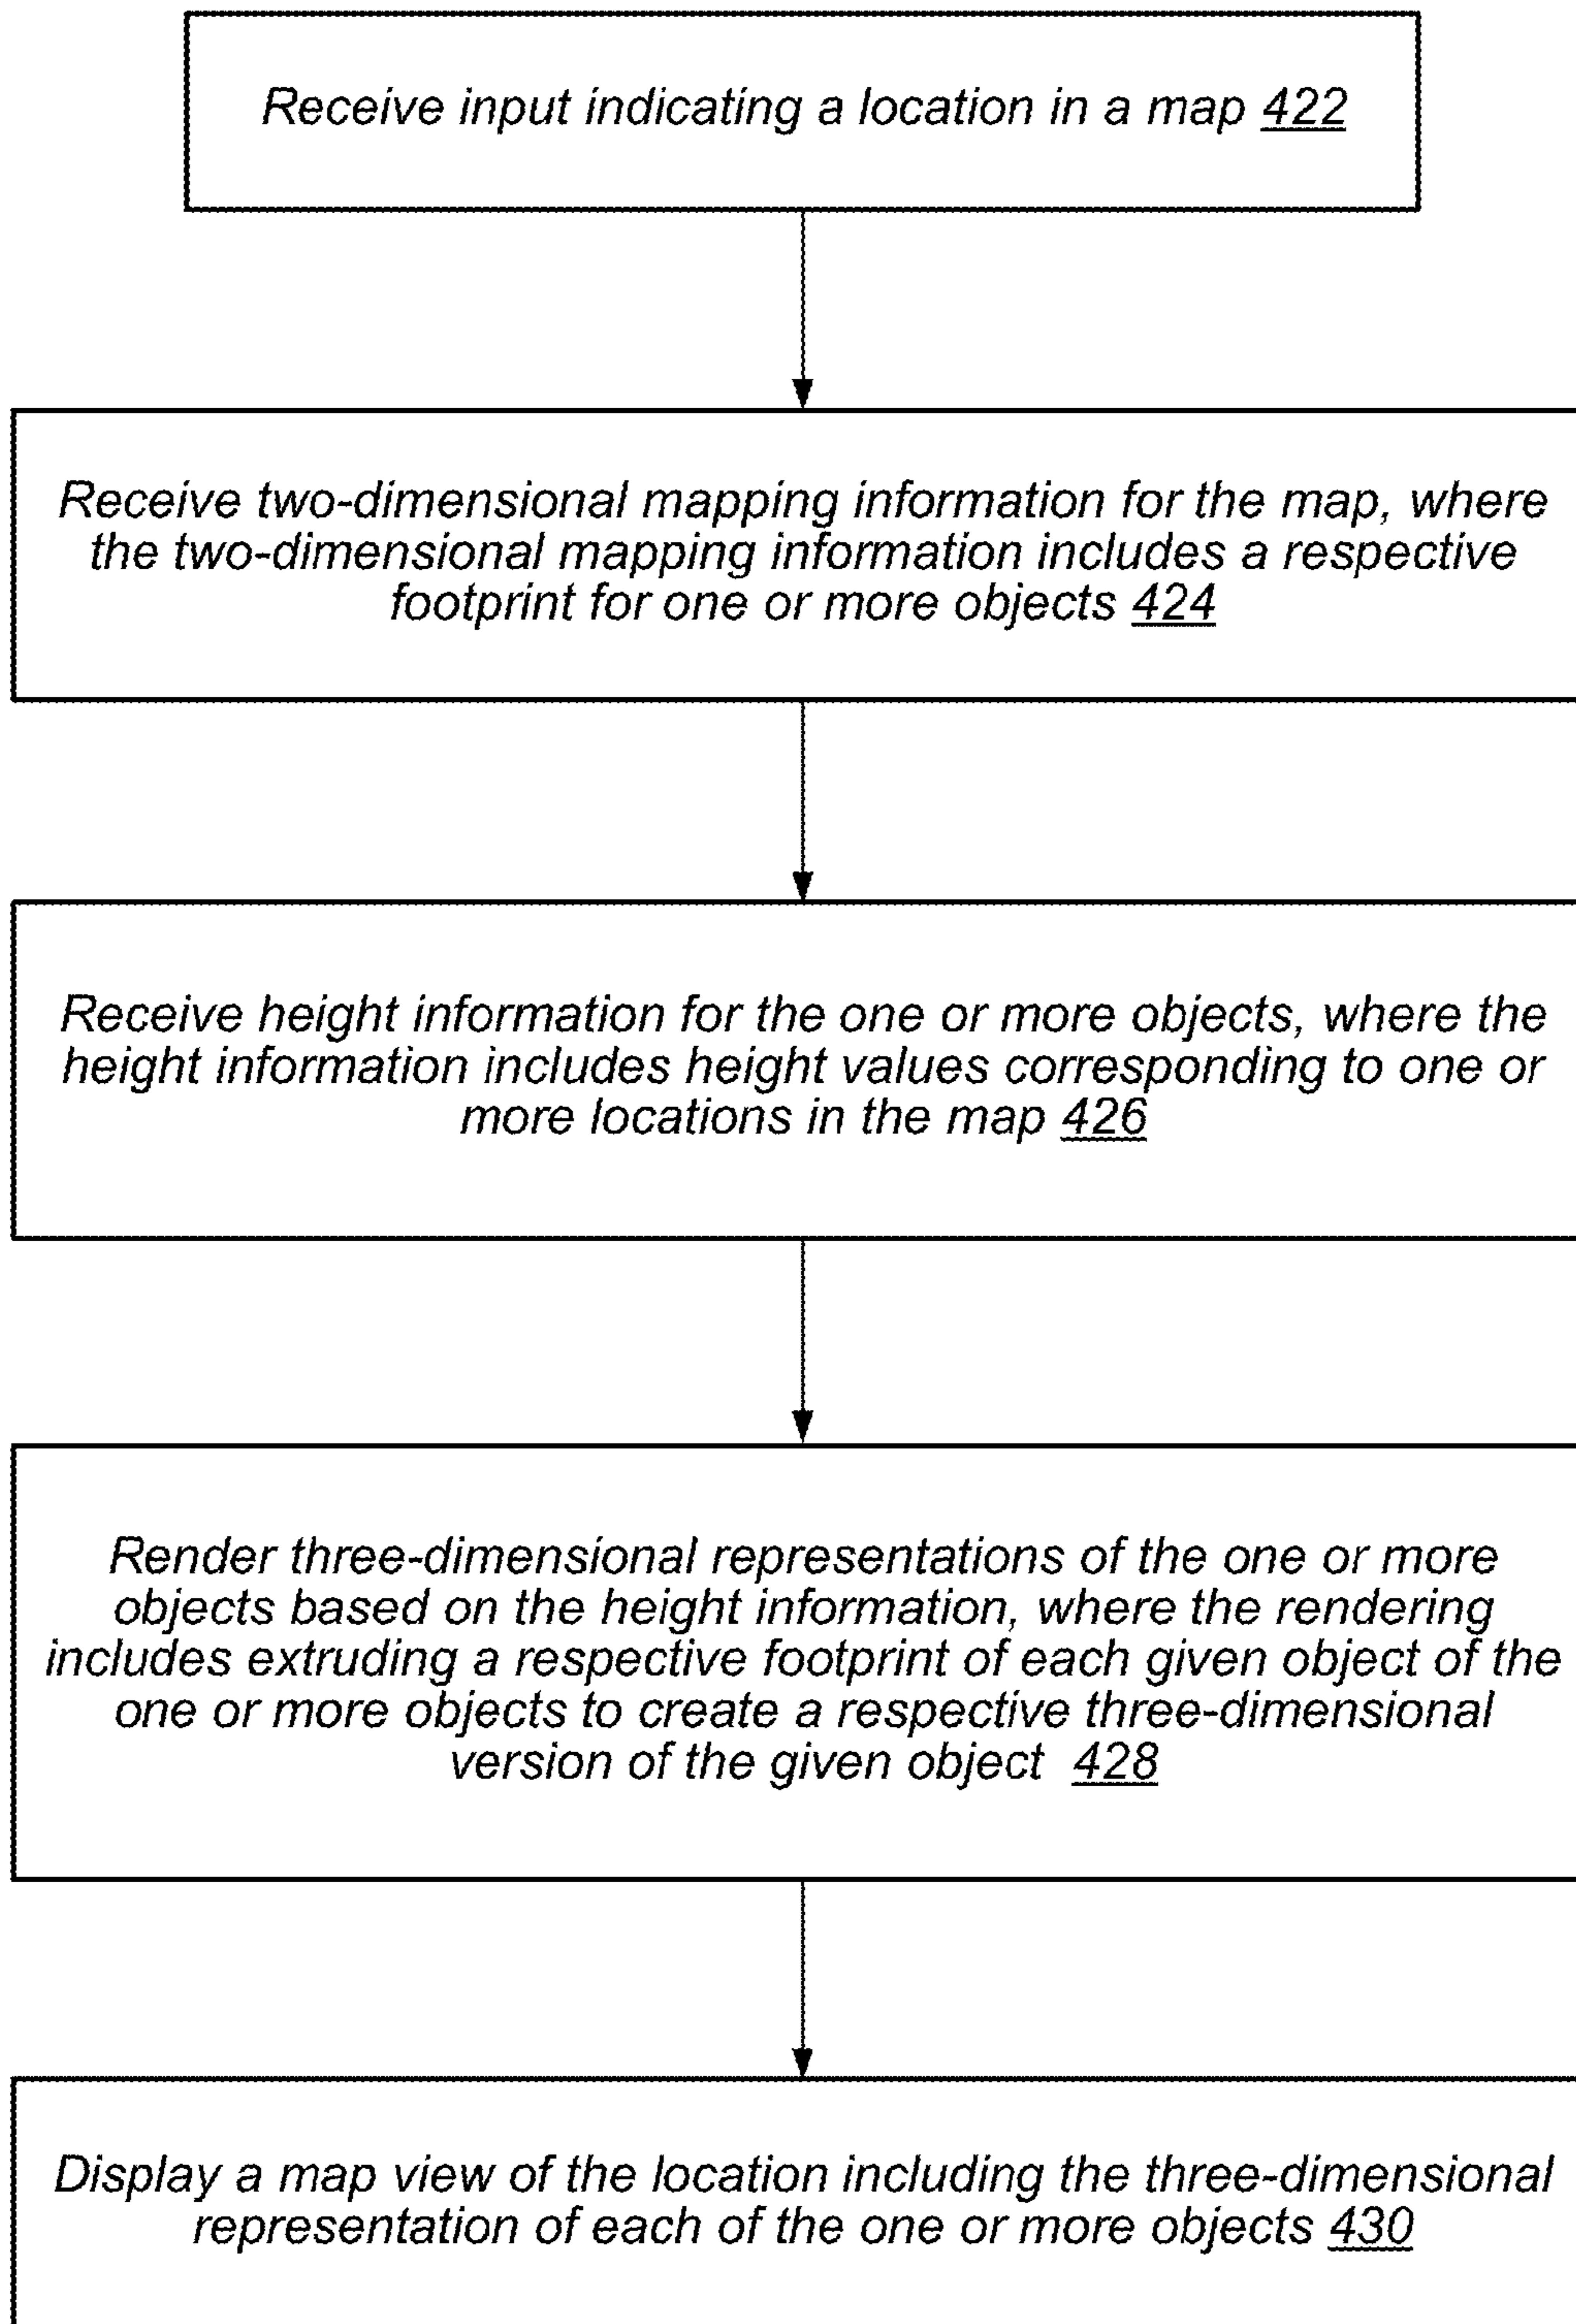 Receive input indicating a location in a map 422
Receive two-dimensional mapping information for the map, where
the two-dimensional mapping information includes a respective
footprint for one or more objects 424
Receive height information for the one or more objects, where the
height information includes height values corresponding to one or
more locations in the map 426
Render three-dimensional representations of the one or more
objects based on the height information, where the rendering
includes extruding a respective footprint of each given object of the
one or more objects to create a respective three-dimensional
version of the given object 428
Display a map view of the location including the three-dimensional
representation of each of the one or more objects 430